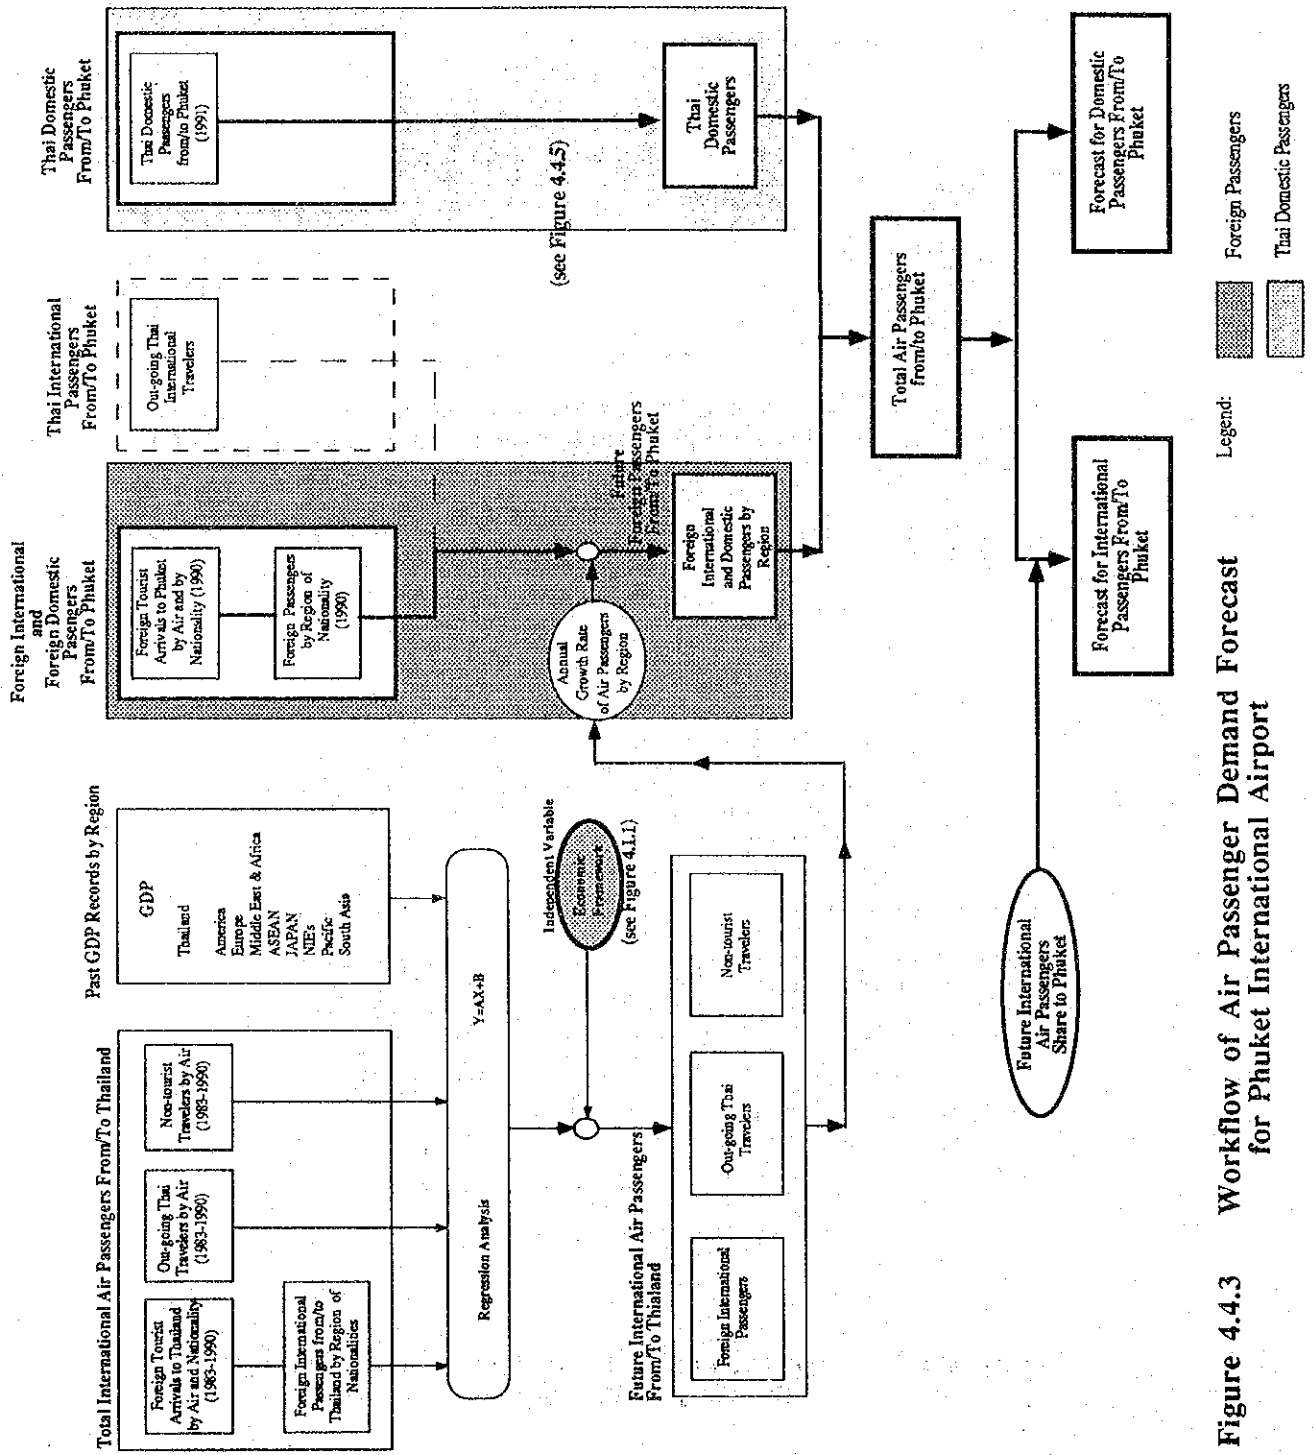 Total International Air Passengers From/To Thailand
Foreign Tourist
Arrivals to Thailand
by Air and Nationality
(1983-1990)
Out-going Thai
Travelers by Air
(1983-1990)
Non-tourist
Travelers by Air
(1983-1990)
Foreign International
Passengers from/to
Thailand by Region of
Nationalities
Past GDP Records by Region
GDP
Thailand
America
Europe
Middle East & Africa
ASEAN
JAPAN
NIEs
Pacific
South Asia
Foreign International
and
Foreign Domestic
Pasengers
From/To Phuket
Foreign Tourist
Arrivals to Phuket
by Air and by
Nationality (1990)
Foreign Passengers
by Region of
Nationality
(1990)
Thai International
Passengers
From/To Phuket
Out-going Thai
International
Travelers
Thai Domestic
Passengers
From/To Phuket
Thai Domestic
Passengers
from/to Phuket
(1991)
Regression Analysis
Y=AX+B
Independent Variable
Economic
Framework
(see Figure 4.1.1)
Annual
Growth Rate
of Air Passengers
by Region
(see Figure 4.4.5)
Future International Air Passengers
From/To Thialand
Foreign International
Passengers
Out-going Thai
Travelers
Non-tourist
Travelers
Future
Foreign Passengers
From/To Phuket
Foreign
International
and Domestic
Passengers by
Region
Thai
Domestic
Passengers
Total Air Passengers
from/to Phuket
Future International
Air Passengers
Share to Phuket
Forecast for International
Passengers From/To
Phuket
Forecast for Domestic
Passengers From/To
Phuket
Legend:
Foreign Passengers
Thai Domestic Passengers
Figure 4.4.3 Workflow of Air Passenger Demand Forecast
for Phuket International Airport